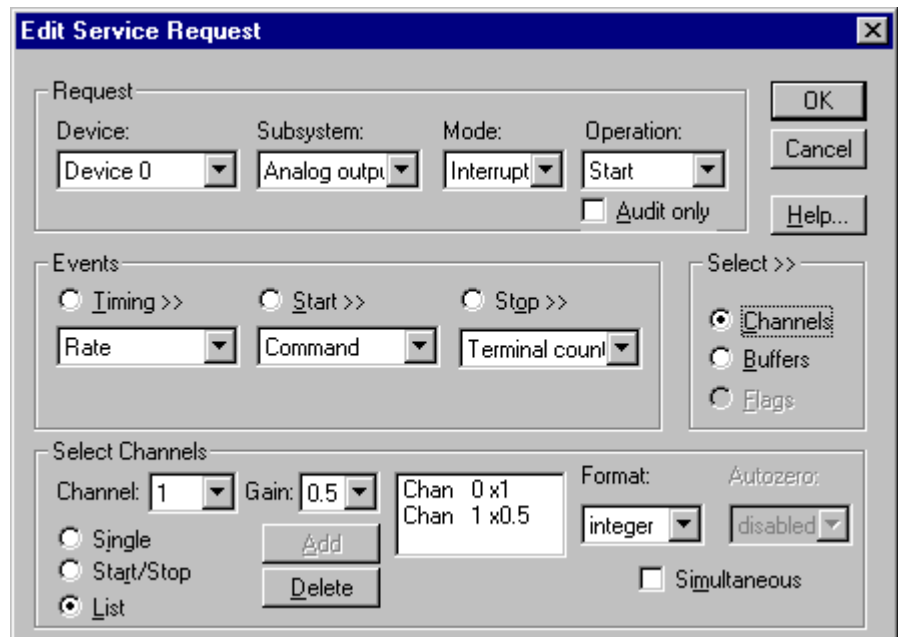 Edit Service Request
Request
Device: Subsystem: Mode: Operation:
Device 0 Analog outpu Interrupt Start
Audit only
OK
Cancel
Help...
Events
Timing >> Start >> Stop >>
Rate Command Terminal count
Select >>
Channels
Buffers
Flags
Select Channels
Channel: 1 Gain: 0.5
Single
Start/Stop
List
Add
Delete
Chan 0 x1
Chan 1 x0.5
Format: Autozero:
integer disabled
Simultaneous